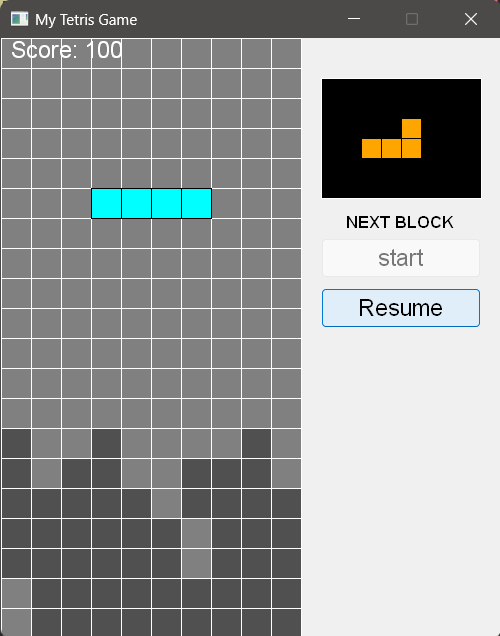 My Tetris Game
Score: 100
NEXT BLOCK
start
Resume